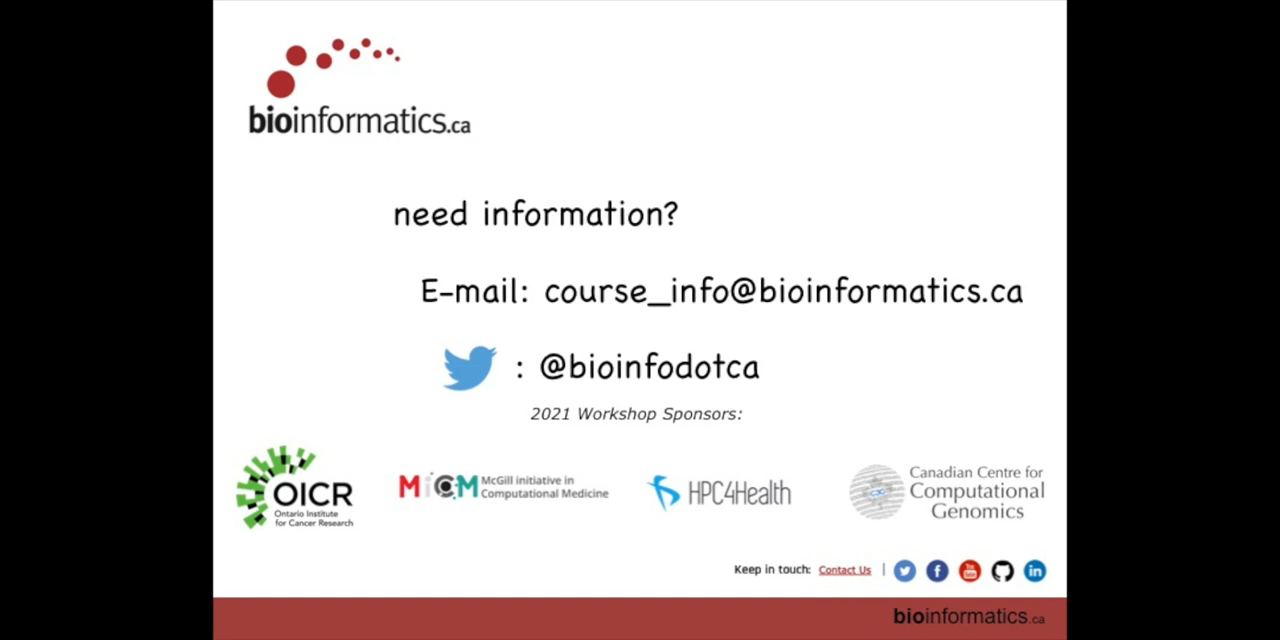 bioinformatics.ca
need information?
E-mail: course_info@bioinformatics.ca
: @bioinfodotca
2021 Workshop Sponsors:
OICR
Ontario Institute
for Cancer Research
MiCM
McGill initiative in
Computational Medicine
HPC4Health
Canadian Centre for
Computational
Genomics
Keep in touch: Contact Us |
bioinformatics.ca